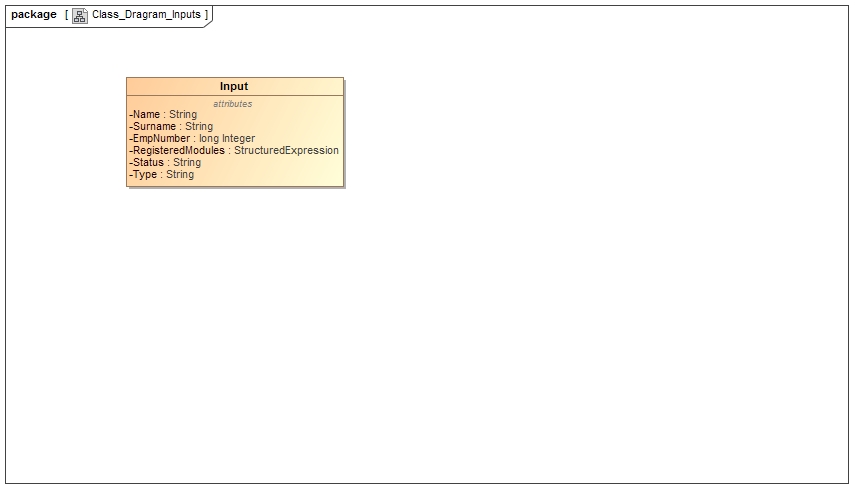 package [ Class_Dragram_Inputs ]
Input
attributes
-Name : String
-Surname : String
-EmpNumber : long Integer
-RegisteredModules : StructuredExpression
-Status : String
-Type : String